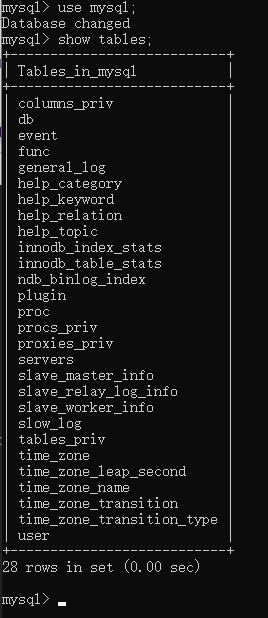 mysql> use mysql;
Database changed
mysql> show tables;
+---------------------------+
| Tables_in_mysql           |
+---------------------------+
| columns_priv              |
| db                        |
| event                     |
| func                      |
| general_log               |
| help_category             |
| help_keyword              |
| help_relation             |
| help_topic                |
| innodb_index_stats        |
| innodb_table_stats        |
| ndb_binlog_index          |
| plugin                    |
| proc                      |
| procs_priv                |
| proxies_priv              |
| servers                   |
| slave_master_info         |
| slave_relay_log_info      |
| slave_worker_info         |
| slow_log                  |
| tables_priv               |
| time_zone                 |
| time_zone_leap_second     |
| time_zone_name            |
| time_zone_transition      |
| time_zone_transition_type |
| user                      |
+---------------------------+
28 rows in set (0.00 sec)
mysql> _